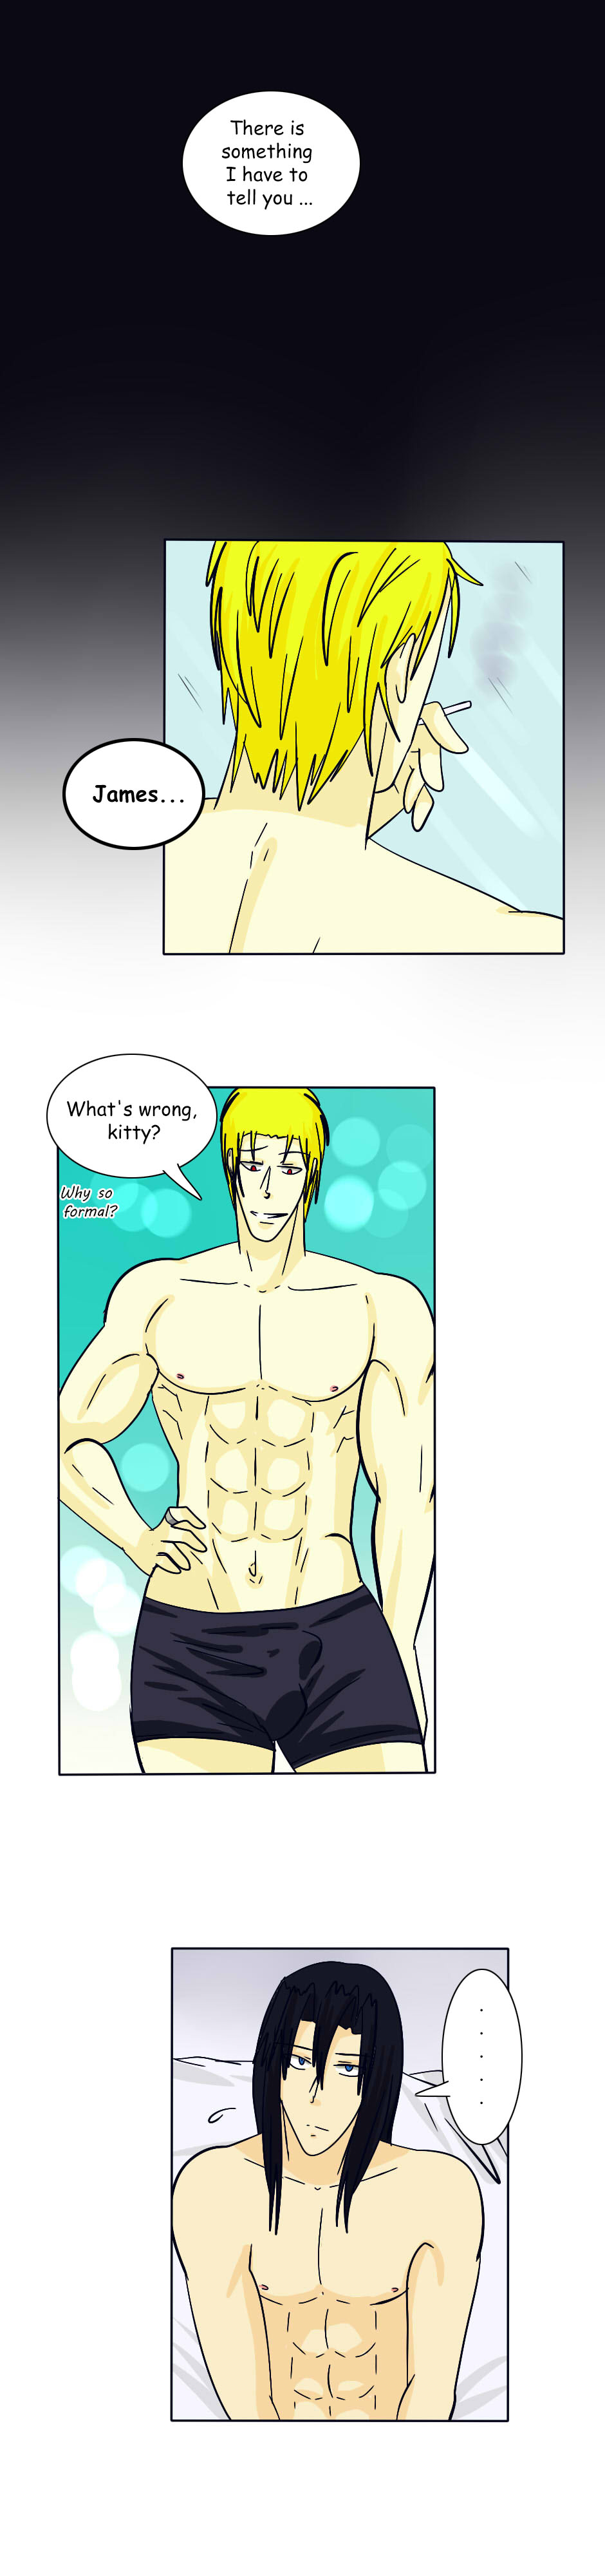 There is
something
I have to
tell you ...
James...
What's wrong,
kitty?
Why so
formal?
. . . . .